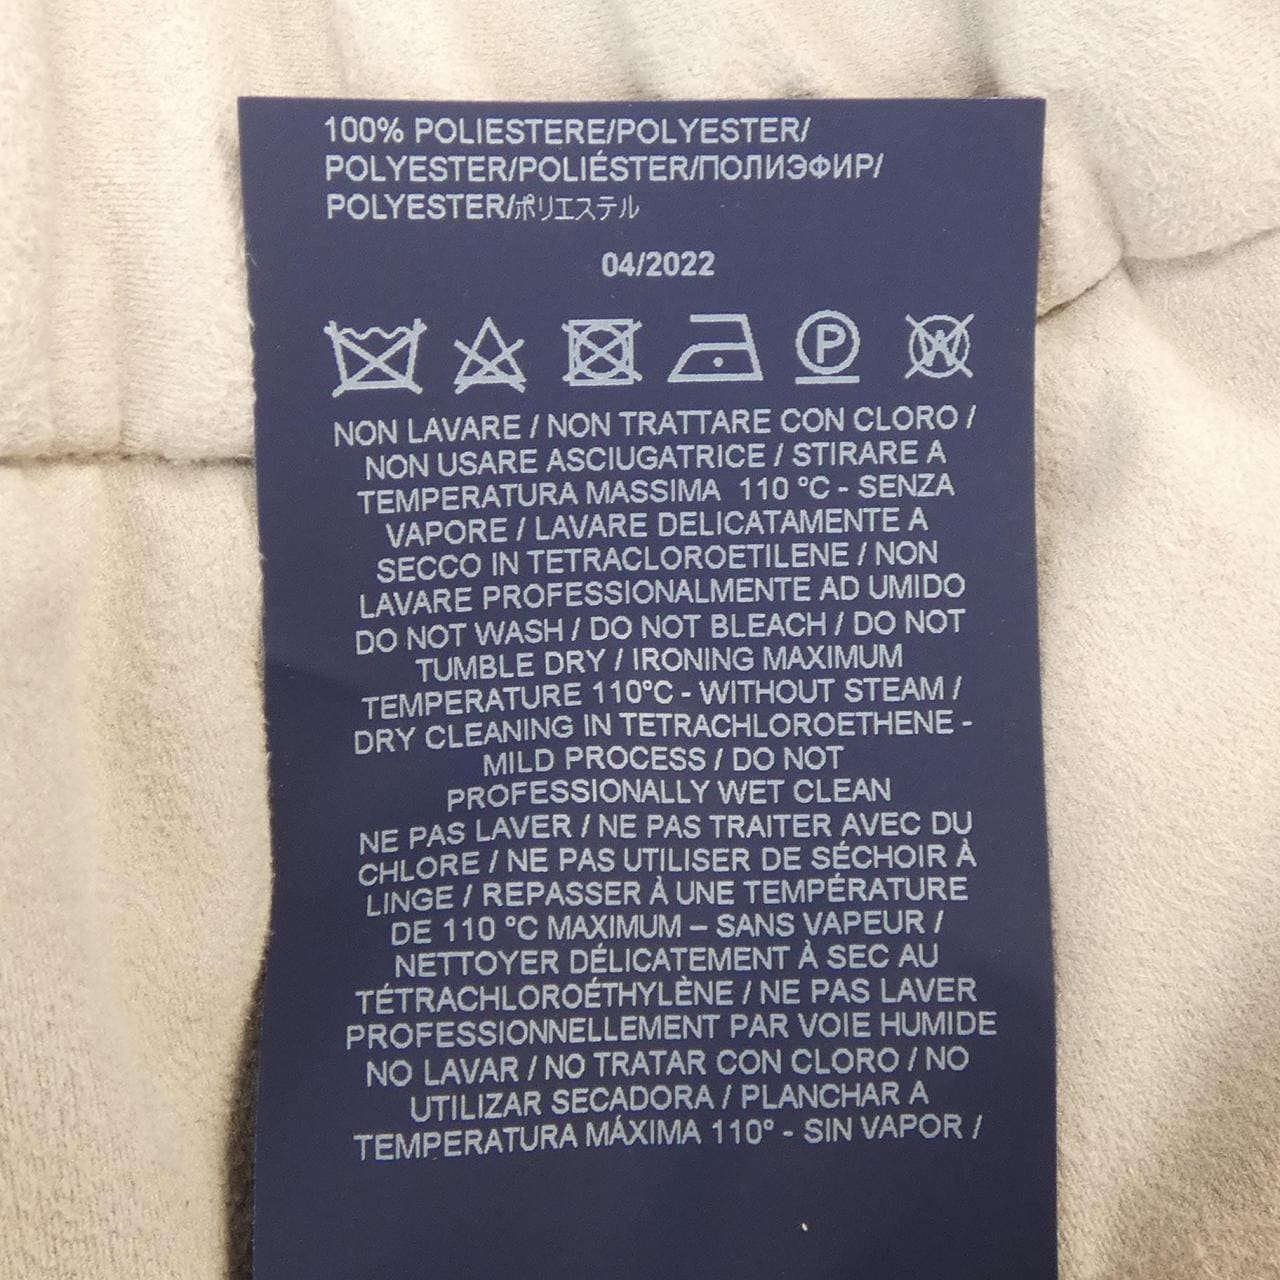 100% POLIESTERE/POLYESTER/
POLYESTER/POLIÉSTER/ПОЛИЭФИР/
POLYESTER/ポリエステル
04/2022
P W
NON LAVARE / NON TRATTARE CON CLORO /
NON USARE ASCIUGATRICE / STIRARE A
TEMPERATURA MASSIMA 110 °C - SENZA
VAPORE / LAVARE DELICATAMENTE A
SECCO IN TETRACLOROETILENE / NON
LAVARE PROFESSIONALMENTE AD UMIDO
DO NOT WASH / DO NOT BLEACH / DO NOT
TUMBLE DRY / IRONING MAXIMUM
TEMPERATURE 110°C - WITHOUT STEAM /
DRY CLEANING IN TETRACHLOROETHENE -
MILD PROCESS / DO NOT
PROFESSIONALLY WET CLEAN
NE PAS LAVER / NE PAS TRAITER AVEC DU
CHLORE / NE PAS UTILISER DE SÉCHOIR À
LINGE / REPASSER À UNE TEMPÉRATURE
DE 110 °C MAXIMUM – SANS VAPEUR /
NETTOYER DÉLICATEMENT À SEC AU
TÉTRACHLOROÉTHYLÈNE / NE PAS LAVER
PROFESSIONNELLEMENT PAR VOIE HUMIDE
NO LAVAR / NO TRATAR CON CLORO / NO
UTILIZAR SECADORA / PLANCHAR A
TEMPERATURA MÁXIMA 110° - SIN VAPOR /